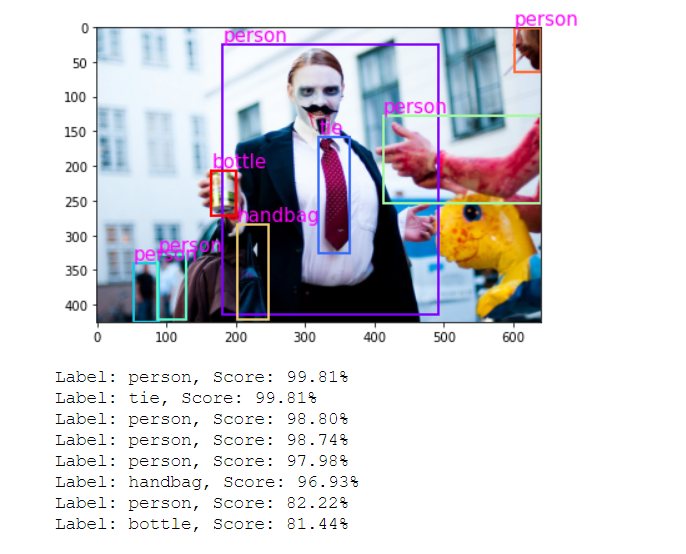 person
0
person
50
100
person
150
tie
200
bottle
250
handbag
300
person
person
350
400
0 100 200 300 400 500 600
Label: person, Score: 99.81%
Label: tie, Score: 99.81%
Label: person, Score: 98.80%
Label: person, Score: 98.74%
Label: person, Score: 97.98%
Label: handbag, Score: 96.93%
Label: person, Score: 82.22%
Label: bottle, Score: 81.44%